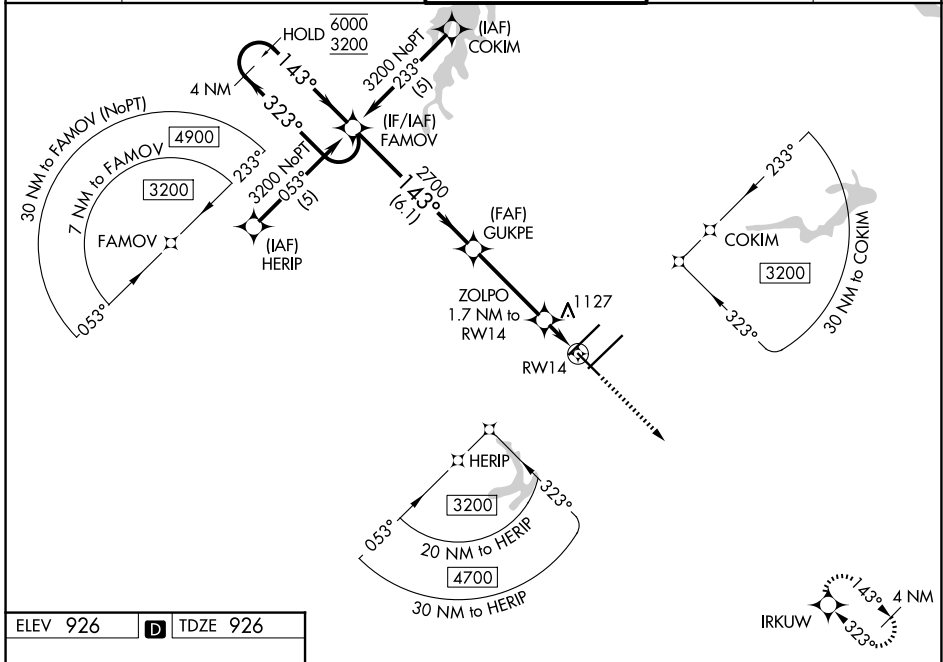 HOLD 6000
3200
(IAF)
COKIM
3200 NoPT
233°
(5)
143°
4 NM
323°
(IF/IAF)
FAMOV
30 NM to FAMOV (NoPT)
4900
7 NM to FAMOV
3200
233°
FAMOV
053°
3200 NoPT
053°
(5)
(IAF)
HERIP
2700
143°
(6.1)
(FAF)
GUKPE
ZOLPO
1.7 NM to
RW14
1127
RW14
233°
COKIM
3200
30 NM to COKIM
323°
HERIP
3200
053°
323°
20 NM to HERIP
4700
30 NM to HERIP
IRKUW
143°
4 NM
323°
ELEV 926 D TDZE 926